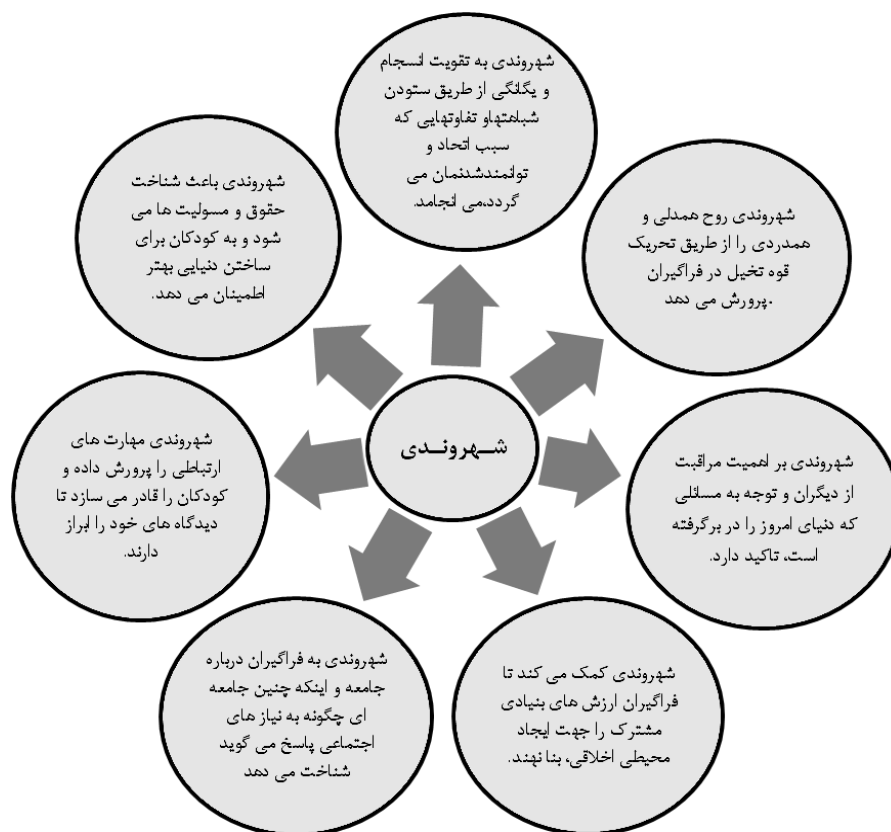 شهروندی به تقویت انسجام
و یگانگی از طریق ستودن
شباهتهاو تفاوتهایی که
سبب اتحاد و
توانمندشدنمان می
گردد،می انجامد.
شهروندی روح همدلی و
همدردی را از طریق تحریک
قوه تخیل در فراگیران
.پرورش می دهد
شهروندی بر اهمیت مراقبت
از دیگران و توجه به مسائلی
که دنیای امروز را در برگرفته
است، تاکید دارد.
شهروندی کمک می کند تا
فراگیران ارزش های بنیادی
مشترک را جهت ایجاد
محیطی اخلاقی، بنا نهند.
شهروندی به فراگیران درباره
جامعه و اینکه چنین جامعه
ای چگونه به نیاز های
اجتماعی پاسخ می گوید
شناخت می دهد
شهروندی مهارت های
ارتباطی را پرورش داده و
کودکان را قادر می سازد تا
دیدگاه های خود را ابراز
دارند.
شهروندی باعث شناخت
حقوق و مسولیت ها می
شود و به کودکان برای
ساختن دنیایی بهتر
اطمینان می دهد.
شــهرونــدی